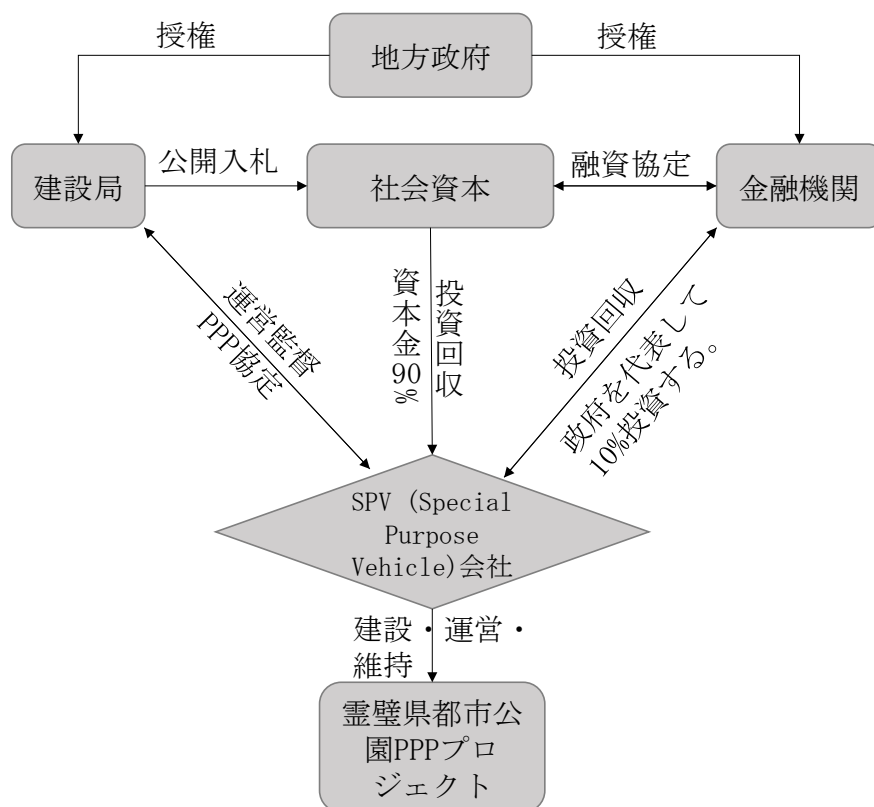 授権
地方政府
授権
建設局
公開入札
社会資本
融資協定
金融機関
運営監督
PPP協定
資本金90%
投資回収
投資回収
政府を代表して
10%投資する。
SPV (Special
Purpose
Vehicle)会社
建設・運営・
維持
霊璧県都市公
園PPPプロ
ジェクト